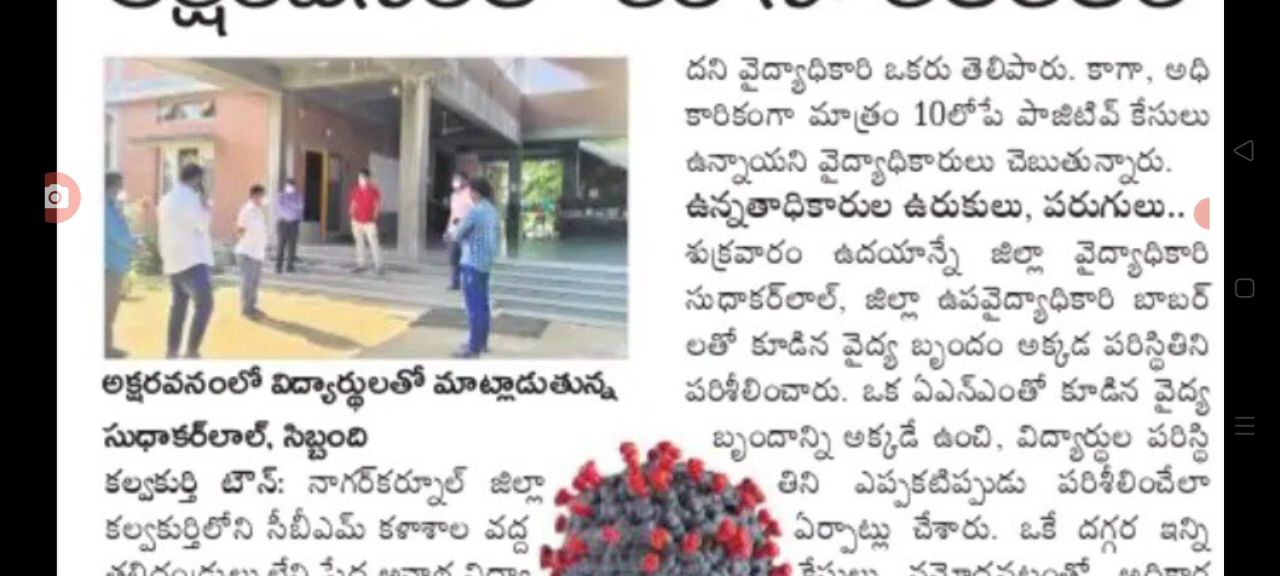 అక్షరవనంలో విద్యార్థులతో మాట్లాడుతున్న
సుధాకర్‌లాల్, సిబ్బంది
కల్వకుర్తి టౌన్: నాగర్‌కర్నూల్ జిల్లా
కల్వకుర్తిలోని సీబీఎమ్ కళాశాల వద్ద
దని వైద్యాధికారి ఒకరు తెలిపారు. కాగా, అధి
కారికంగా మాత్రం 10లోపే పాజిటివ్ కేసులు
ఉన్నాయని వైద్యాధికారులు చెబుతున్నారు.
ఉన్నతాధికారుల ఉరుకులు, పరుగులు..
శుక్రవారం ఉదయాన్నే జిల్లా వైద్యాధికారి
సుధాకర్‌లాల్, జిల్లా ఉపవైద్యాధికారి బాబర్
లతో కూడిన వైద్య బృందం అక్కడ పరిస్థితిని
పరిశీలించారు. ఒక ఏఎన్ఎంతో కూడిన వైద్య
బృందాన్ని అక్కడే ఉంచి, విద్యార్థుల పరిస్థి
తిని ఎప్పకటిప్పుడు పరిశీలించేలా
ఏర్పాట్లు చేశారు. ఒకే దగ్గర ఇన్ని